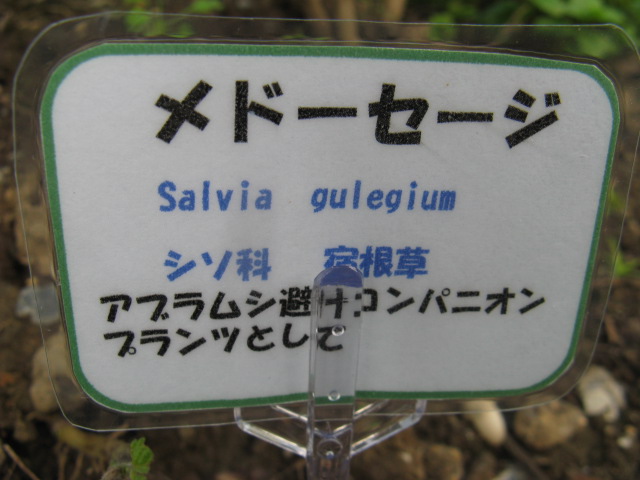 メドーセージ
Salvia gulegium
シソ科 宿根草
アブラムシ避けコンパニオン
プランツとして